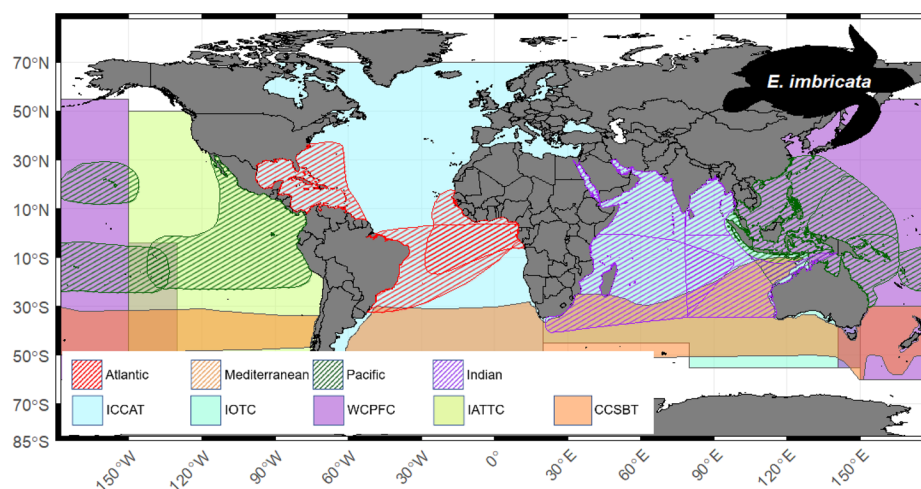 E. imbricata
70°N
50°N
30°N
10°N
10°S
30°S
50°S
70°S
85°S
Atlantic Mediterranean Pacific Indian
ICCAT IOTC WCPFC IATTC CCSBT
150°W 120°W 90°W 60°W 30°W 0° 30°E 60°E 90°E 120°E 150°E